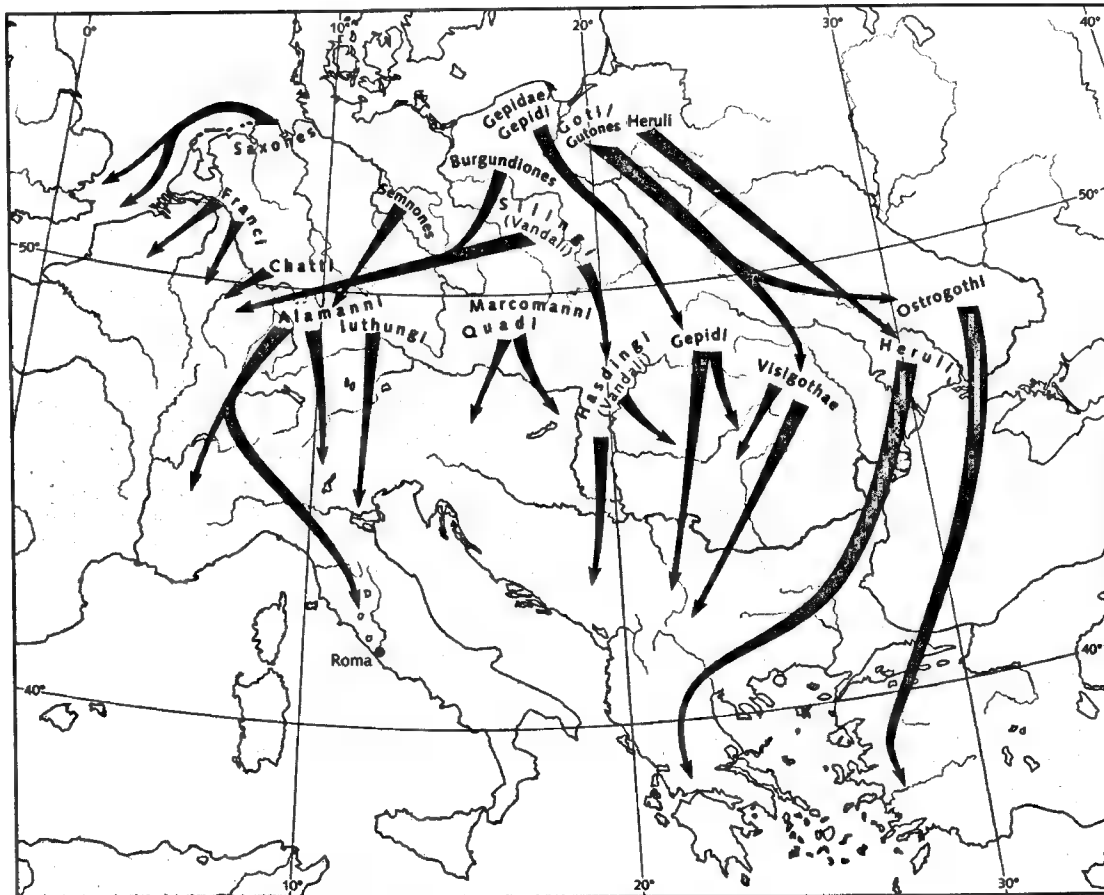 0°
10°
20°
30°
40°
Gepidae/
Gepidi
Goti/
Gutones
Heruli
Saxones
Burgundiones
Semnones
Silingi
(Vandali)
Franci
50°
50°
Chatti
Alamanni
Iuthungi
Marcomanni
Quadi
Ostrogothi
Gepidi
Heruli
Hasdingi
(Vandali)
Visigothae
Roma
40°
40°
10°
20°
30°